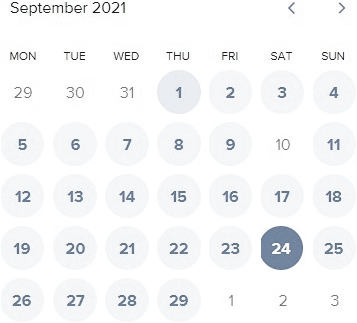 September 2021
MON TUE WED THU FRI SAT SUN
29 30 31 1 2 3 4
5 6 7 8 9 10 11
12 13 14 15 16 17 18
19 20 21 22 23 24 25
26 27 28 29 1 2 3